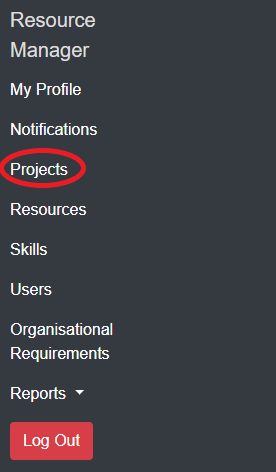 Resource
Manager
My Profile
Notifications
Projects
Resources
Skills
Users
Organisational
Requirements
Reports
Log Out